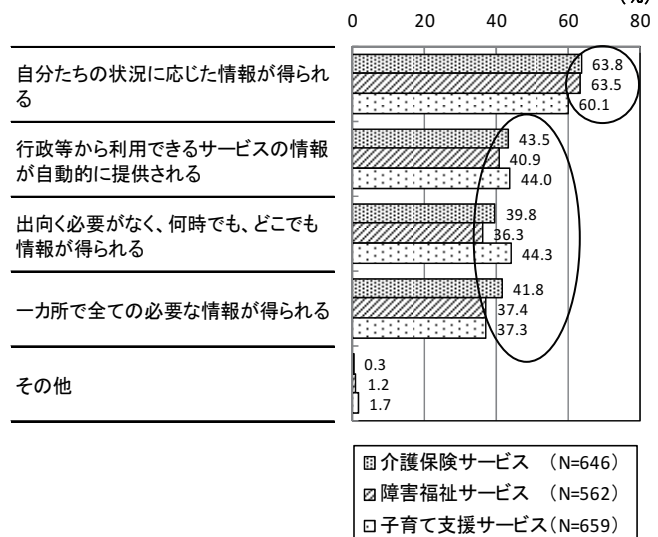 (%)
0 20 40 60 80
自分たちの状況に応じた情報が得られ
る
63.8
63.5
60.1
行政等から利用できるサービスの情報
が自動的に提供される
43.5
40.9
44.0
出向く必要がなく、何時でも、どこでも
情報が得られる
39.8
36.3
44.3
一カ所で全ての必要な情報が得られる
41.8
37.4
37.3
その他
0.3
1.2
1.7
介護保険サービス （N=646）
障害福祉サービス （N=562）
子育て支援サービス（N=659）